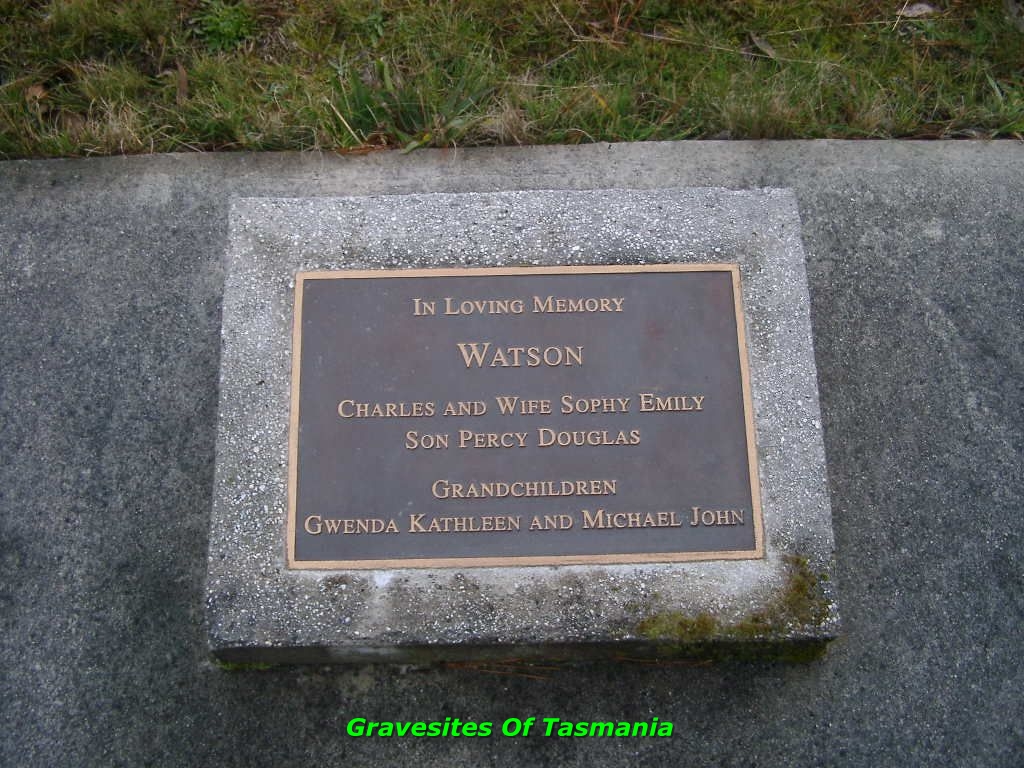 In Loving Memory
Watson
Charles and Wife Sophy Emily
Son Percy Douglas
Grandchildren
Gwenda Kathleen and Michael John
Gravesites Of Tasmania